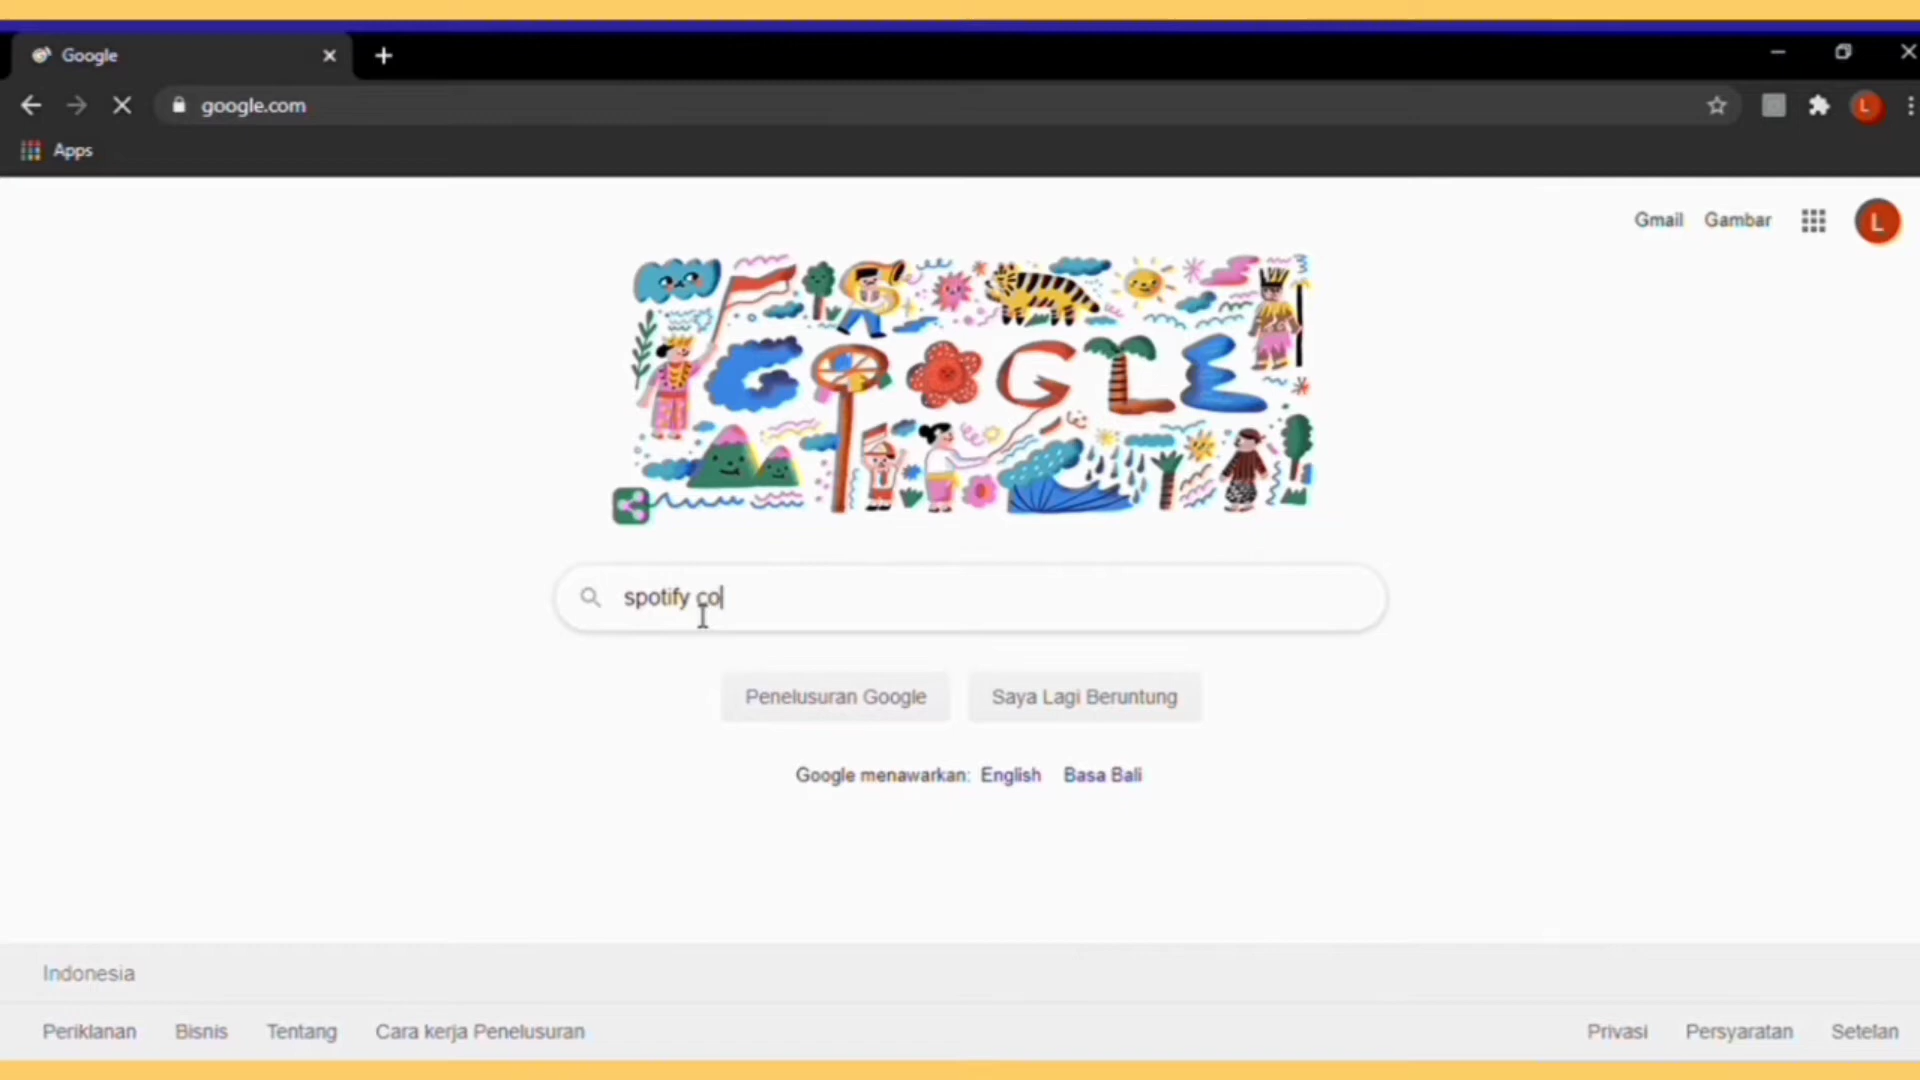 Google
google.com
L
Apps
Gmail Gambar L
GOOGLE
spotify co
Penelusuran Google Saya Lagi Beruntung
Google menawarkan: English Basa Bali
Indonesia
Periklanan Bisnis Tentang Cara kerja Penelusuran Privasi Persyaratan Setelan